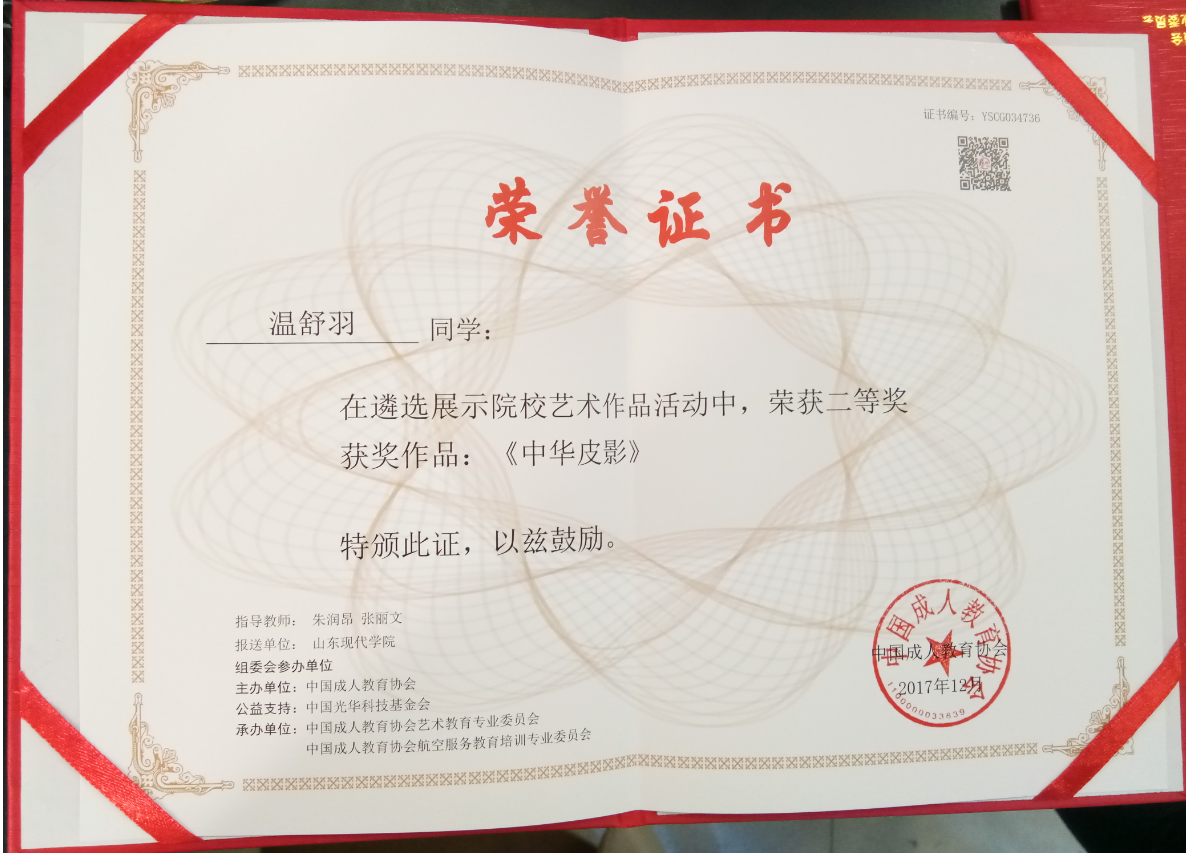 证书编号：YSCG034736
荣誉证书
温舒羽 同学：
在遴选展示院校艺术作品活动中，荣获二等奖
获奖作品：《中华皮影》
特颁此证，以兹鼓励。
指导教师： 朱润昂 张丽文
报送单位： 山东现代学院
组委会参办单位
主办单位：中国成人教育协会
公益支持：中国光华科技基金会
承办单位：中国成人教育协会艺术教育专业委员会
中国成人教育协会航空服务教育培训专业委员会
中国成人教育协会
2017年12月
中国成人教育协会
1100000033839